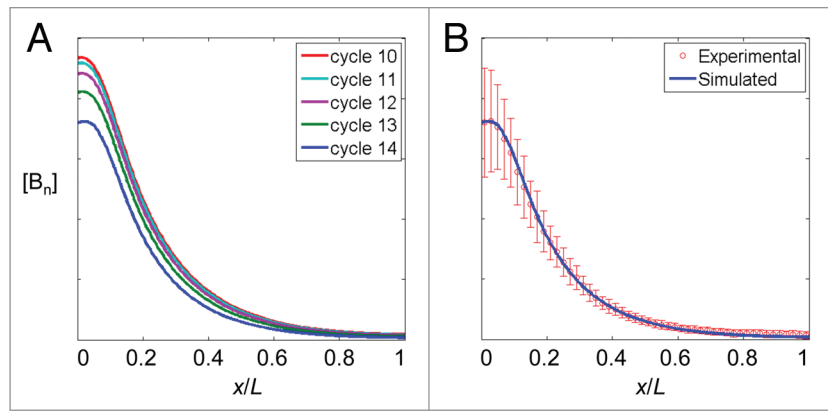 A
cycle 10
cycle 11
cycle 12
cycle 13
cycle 14
[Bn]
0 0.2 0.4 0.6 0.8 1
x/L
B
Experimental
Simulated
0 0.2 0.4 0.6 0.8 1
x/L